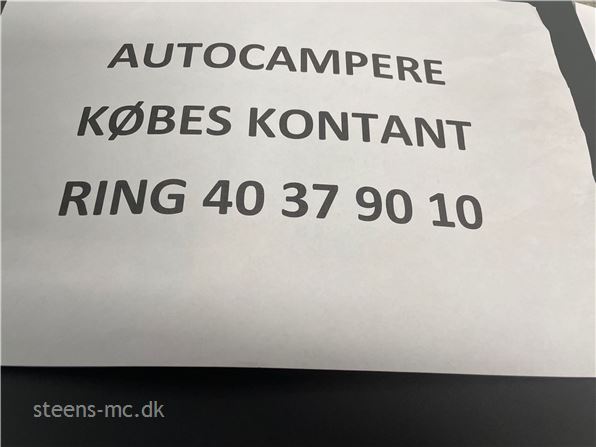 AUTOCAMPERE
KØBES KONTANT
RING 40 37 90 10
steens-mc.dk